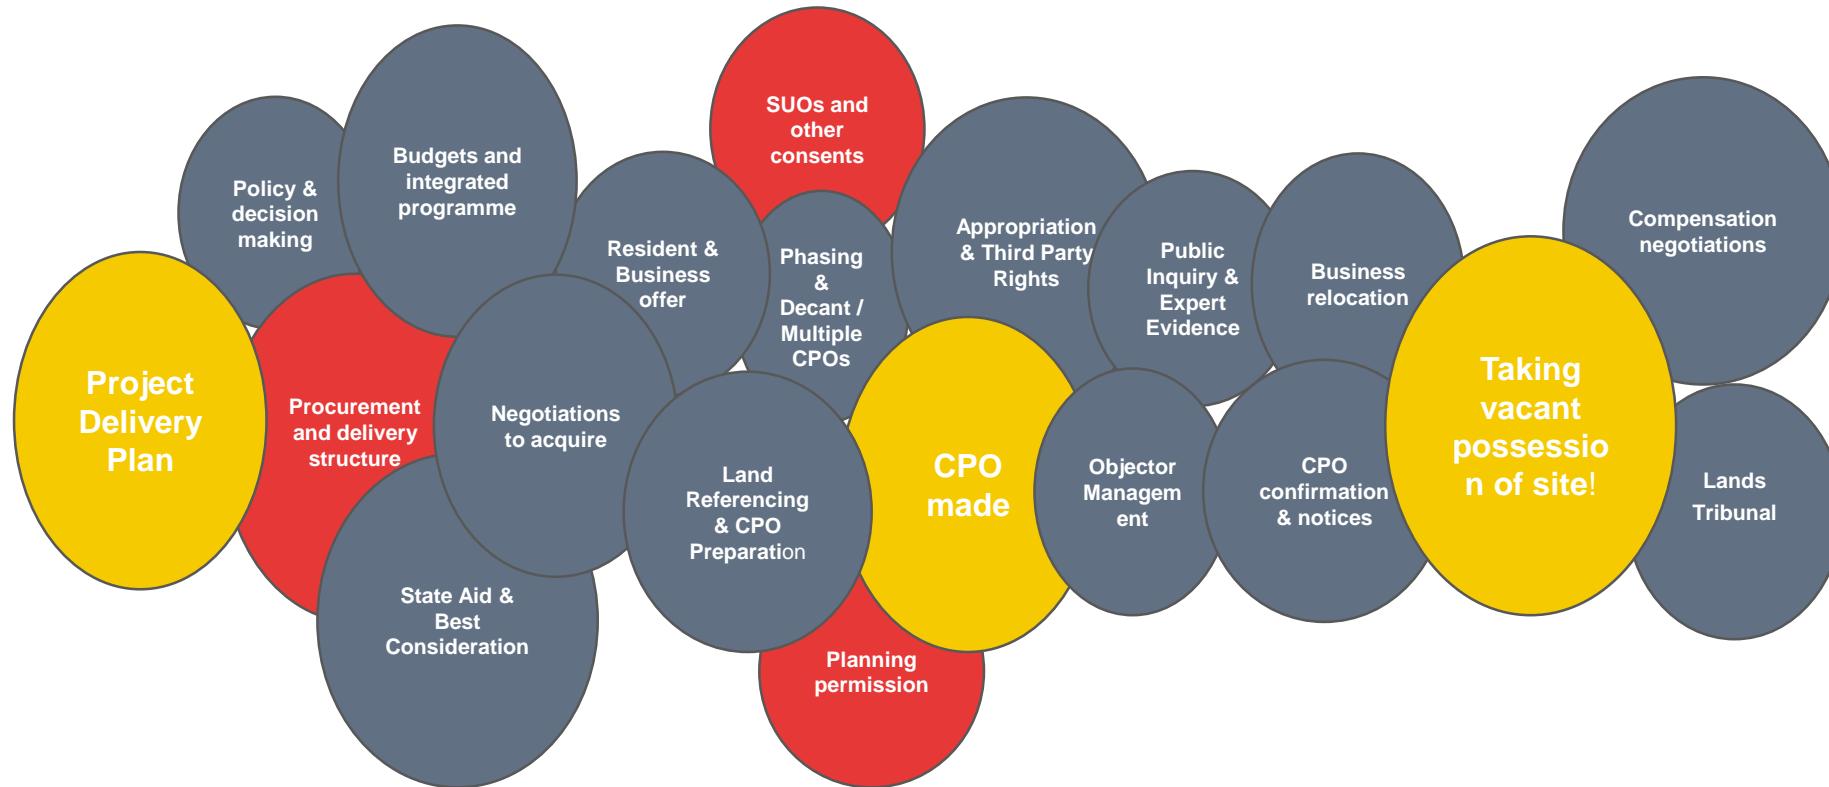 Project
Delivery
Plan
Policy &
decision
making
Procurement
and delivery
structure
Budgets and
integrated
programme
State Aid &
Best
Consideration
Negotiations
to acquire
Resident &
Business
offer
SUOs and
other
consents
Phasing
&
Decant /
Multiple
CPOs
Land
Referencing
& CPO
Preparation
Planning
permission
CPO
made
Appropriation
& Third Party
Rights
Public
Inquiry &
Expert
Evidence
Objector
Managem
ent
Business
relocation
CPO
confirmation
& notices
Taking
vacant
possessio
n of site!
Compensation
negotiations
Lands
Tribunal